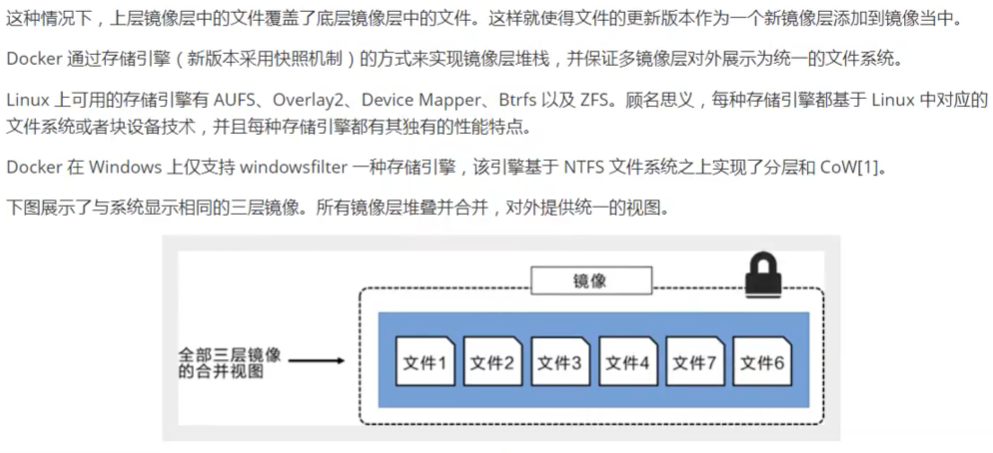 这种情况下，上层镜像层中的文件覆盖了底层镜像层中的文件。这样就使得文件的更新版本作为一个新镜像层添加到镜像当中。
Docker 通过存储引擎（新版本采用快照机制）的方式来实现镜像层堆栈，并保证多镜像层对外展示为统一的文件系统。
Linux 上可用的存储引擎有 AUFS、Overlay2、Device Mapper、Btrfs 以及 ZFS。顾名思义，每种存储引擎都基于 Linux 中对应的
文件系统或者块设备技术，并且每种存储引擎都有其独有的性能特点。
Docker 在 Windows 上仅支持 windowsfilter 一种存储引擎，该引擎基于 NTFS 文件系统之上实现了分层和 CoW[1]。
下图展示了与系统显示相同的三层镜像。所有镜像层堆叠并合并，对外提供统一的视图。
镜像
全部三层镜像
的合并视图
文件1 文件2 文件3 文件4 文件7 文件6